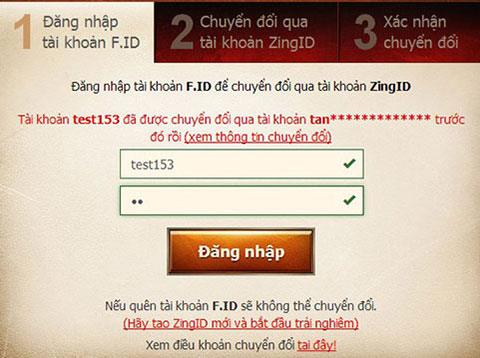 1 Đăng nhập
tài khoản F.ID
2 Chuyển đổi qua
tài khoản ZingID
3 Xác nhận
chuyển đổi
Đăng nhập tài khoản F.ID để chuyển đổi qua tài khoản ZingID
Tài khoản test153 đã được chuyển đổi qua tài khoản tan************* trước
đó rồi (xem thông tin chuyển đổi)
test153
••
Đăng nhập
Nếu quên tài khoản F.ID sẽ không thể chuyển đổi.
(Hãy tạo ZingID mới và bắt đầu trải nghiệm)
Xem điều khoản chuyển đổi tại đây!